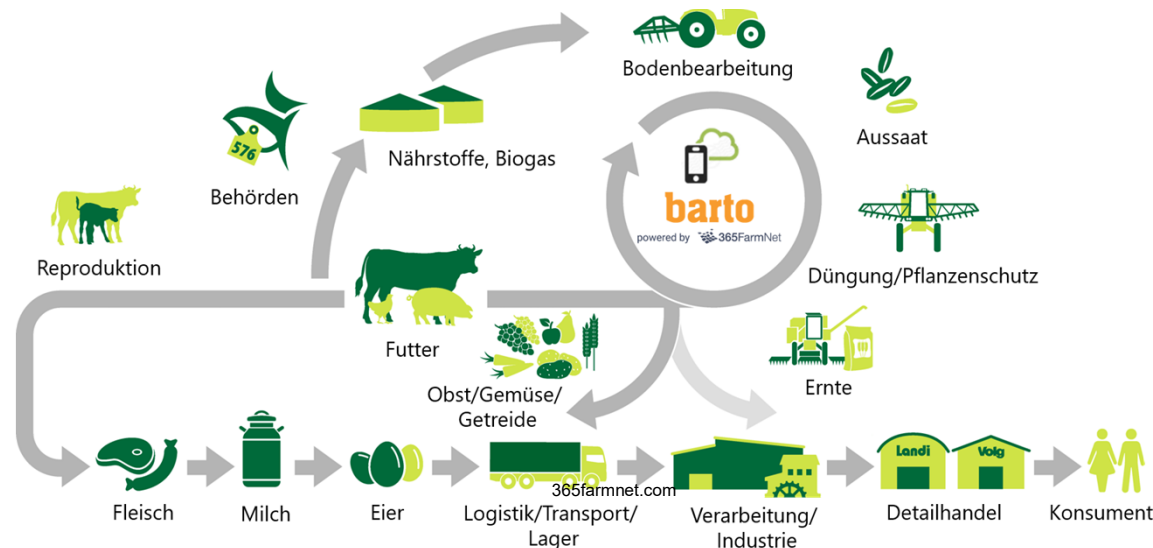 Bodenbearbeitung
Aussaat
576
Nährstoffe, Biogas
Behörden
barto
powered by 365FarmNet
Reproduktion
Düngung/Pflanzenschutz
Futter
Obst/Gemüse/
Getreide
Ernte
Landi
Volg
365farmnet.com
Fleisch
Milch
Eier
Logistik/Transport/
Lager
Verarbeitung/
Industrie
Detailhandel
Konsument